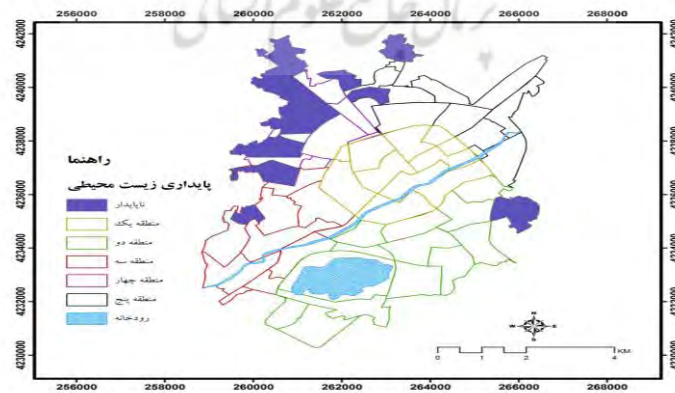 256000 258000 260000 262000 264000 266000 268000
4242000 4240000 4238000 4236000 4234000 4232000 4230000
راهنما
پایداری زیست محیطی
ناپایدار
منطقه یک
منطقه دو
منطقه سه
منطقه چهار
منطقه پنج
رودخانه
N
W E
S
KM
0 1 2 4
256000 258000 260000 262000 264000 266000 268000